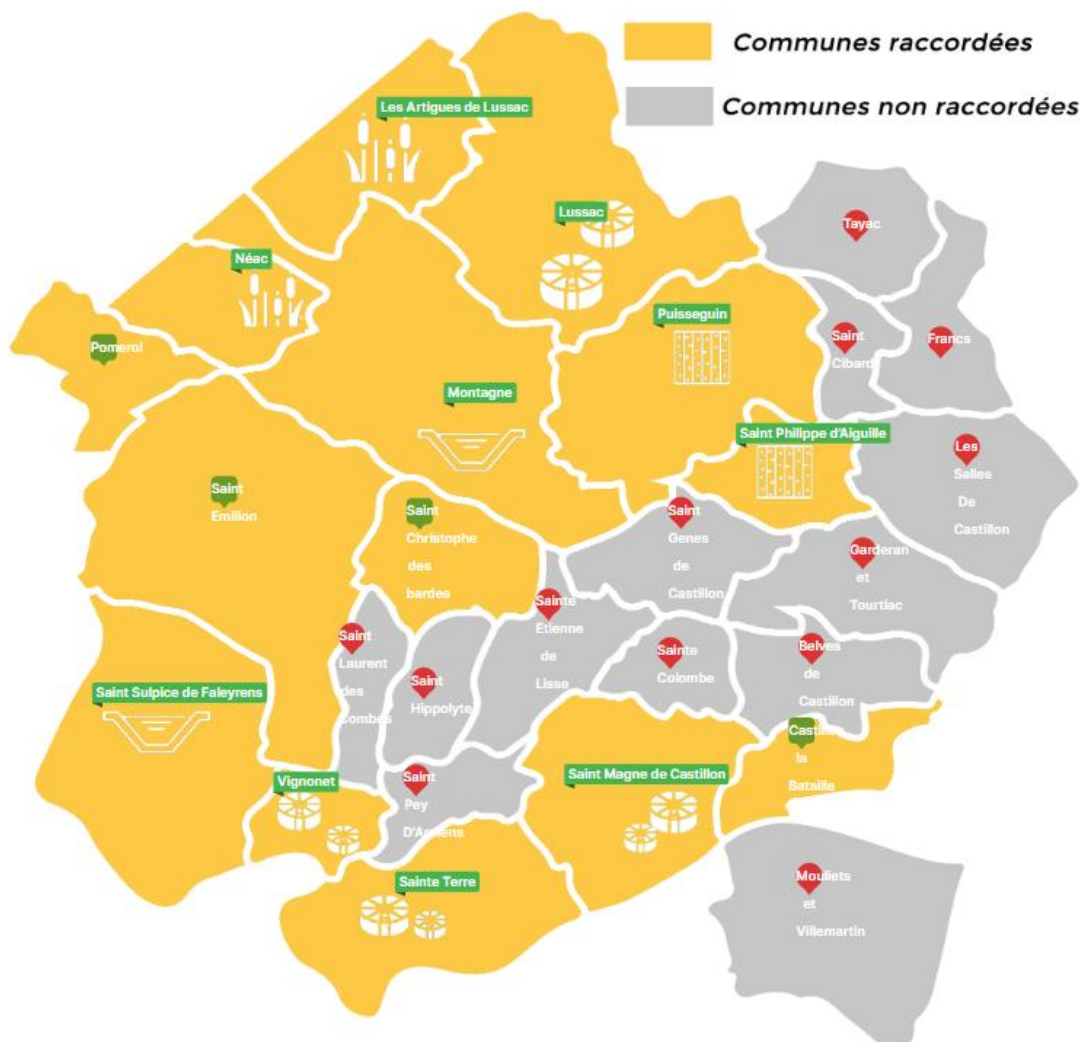 Communes raccordées
Communes non raccordées
Les Artigues de Lussac
Lussac
Tayac
Néac
Puisseguin
Pomerol
Saint
Cibard
Francs
Montagne
Saint Philippe d'Aiguille
Les
Salles
De
Castillon
Saint
Emilion
Saint
Christophe
des
bardes
Saint
Genes
de
Castillon
Garderan
et
Tourtiac
Sainte
Etienne
de
Lisse
Saint
Laurent
des
Combes
Saint
Hippolyte
Sainte
Colombe
Belves
de
Castillon
Saint Sulpice de Faleyrens
Castillon
la
Bataille
Vignonet
Saint
Pey
D'Armens
Saint Magne de Castillon
Sainte Terre
Mouliets
et
Villemartin